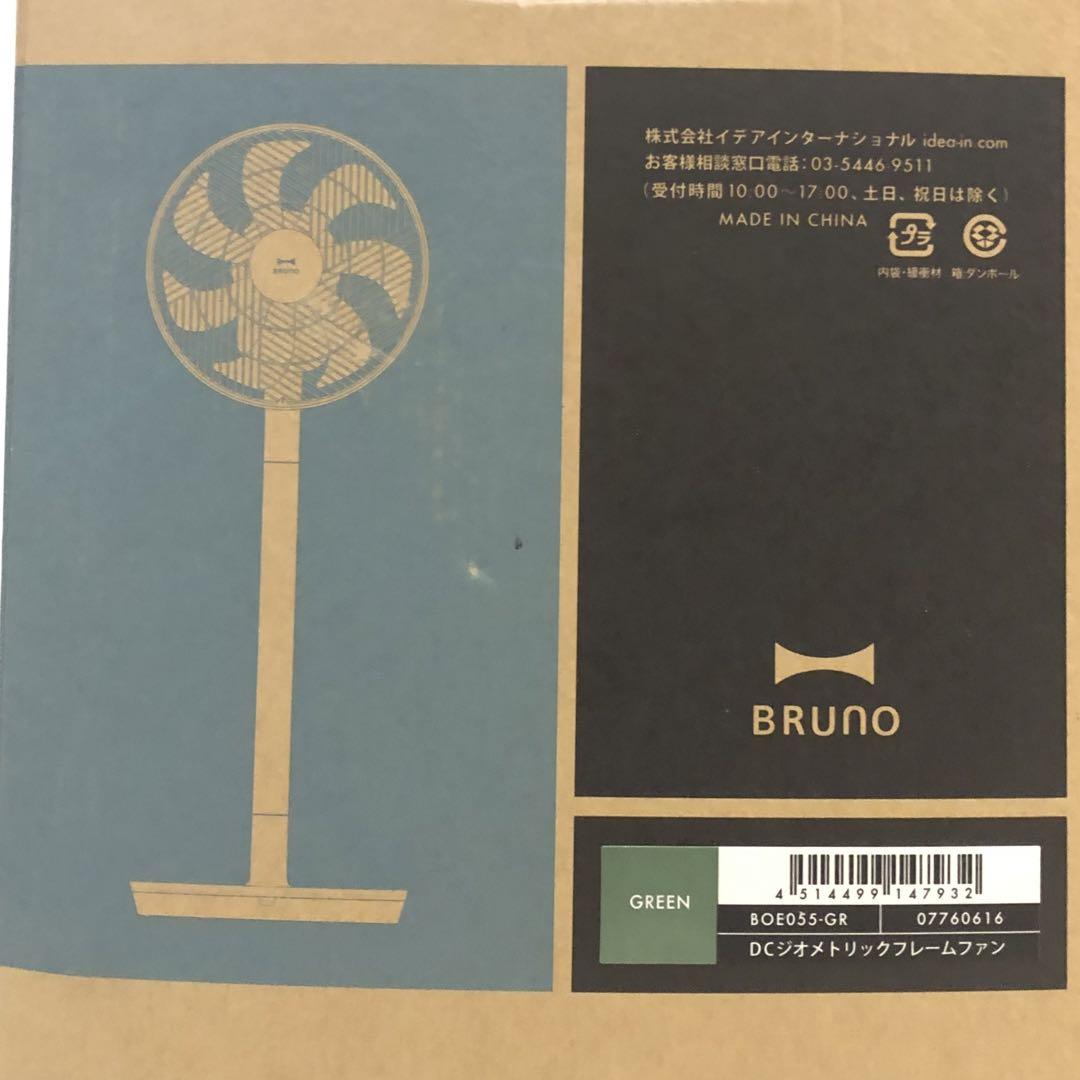 BRUNO
株式会社イデアインターナショナル idea-in.com
お客様相談窓口電話：03-5446-9511
（受付時間10:00〜17:00、土日、祝日は除く）
MADE IN CHINA
プラ
内袋・緩衝材 箱:ダンボール
BRUNO
GREEN
4 514499 147932
BOE055-GR 07760616
DCジオメトリックフレームファン